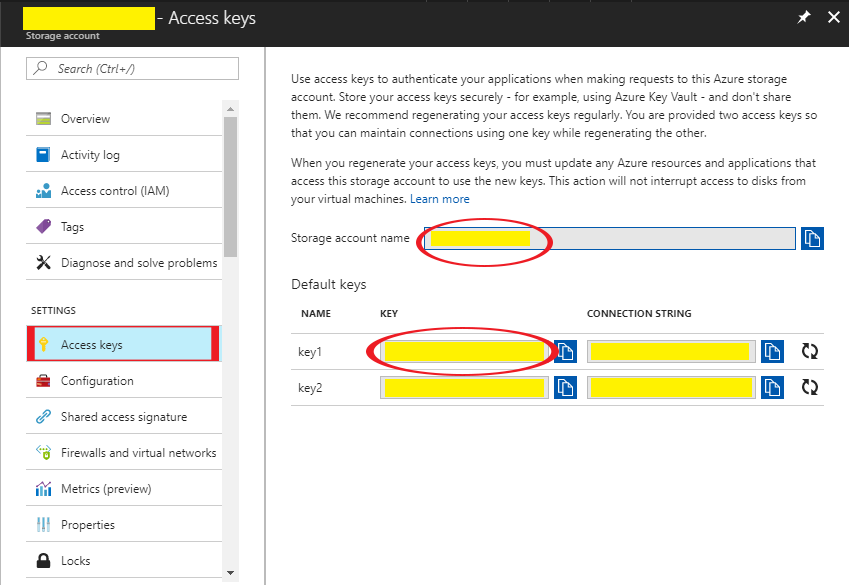 - Access keys
Storage account
Search (Ctrl+/)
Overview
Activity log
Access control (IAM)
Tags
Diagnose and solve problems
SETTINGS
Access keys
Configuration
Shared access signature
Firewalls and virtual networks
Metrics (preview)
Properties
Locks
Use access keys to authenticate your applications when making requests to this Azure storage
account. Store your access keys securely - for example, using Azure Key Vault - and don't share
them. We recommend regenerating your access keys regularly. You are provided two access keys so
that you can maintain connections using one key while regenerating the other.
When you regenerate your access keys, you must update any Azure resources and applications that
access this storage account to use the new keys. This action will not interrupt access to disks from
your virtual machines. Learn more
Storage account name
Default keys
NAME KEY CONNECTION STRING
key1
key2